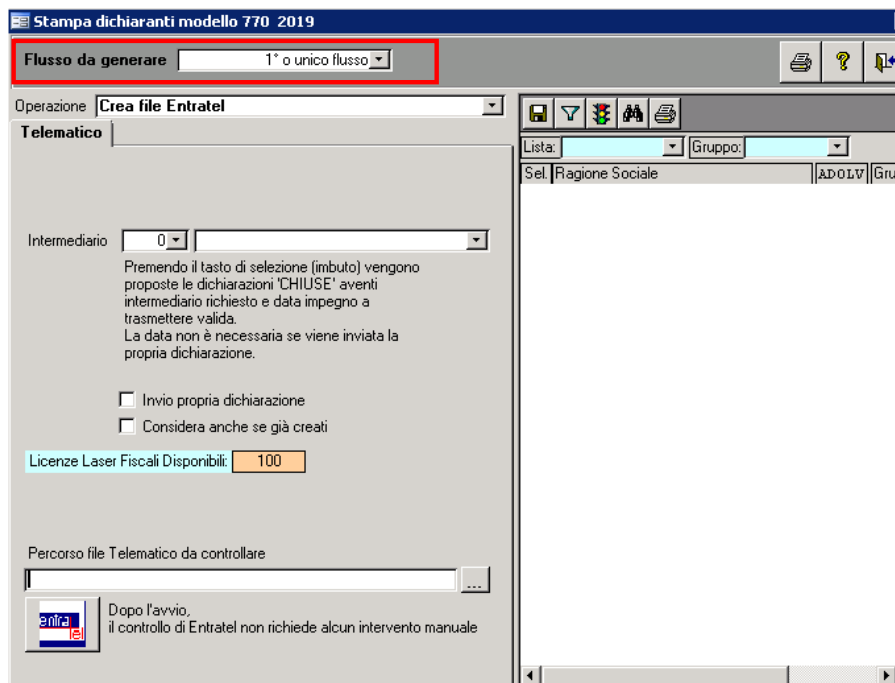 Stampa dichiaranti modello 770 2019
Flusso da generare 1° o unico flusso
Operazione Crea file Entratel
Telematico
Lista: Gruppo:
Sel. Ragione Sociale ADOLV Gru
Intermediario 0
Premendo il tasto di selezione (imbuto) vengono
proposte le dichiarazioni 'CHIUSE' aventi
intermediario richiesto e data impegno a
trasmettere valida.
La data non è necessaria se viene inviata la
propria dichiarazione.
Invio propria dichiarazione
Considera anche se già creati
Licenze Laser Fiscali Disponibili: 100
Percorso file Telematico da controllare
...
entratel
Dopo l'avvio,
il controllo di Entratel non richiede alcun intervento manuale